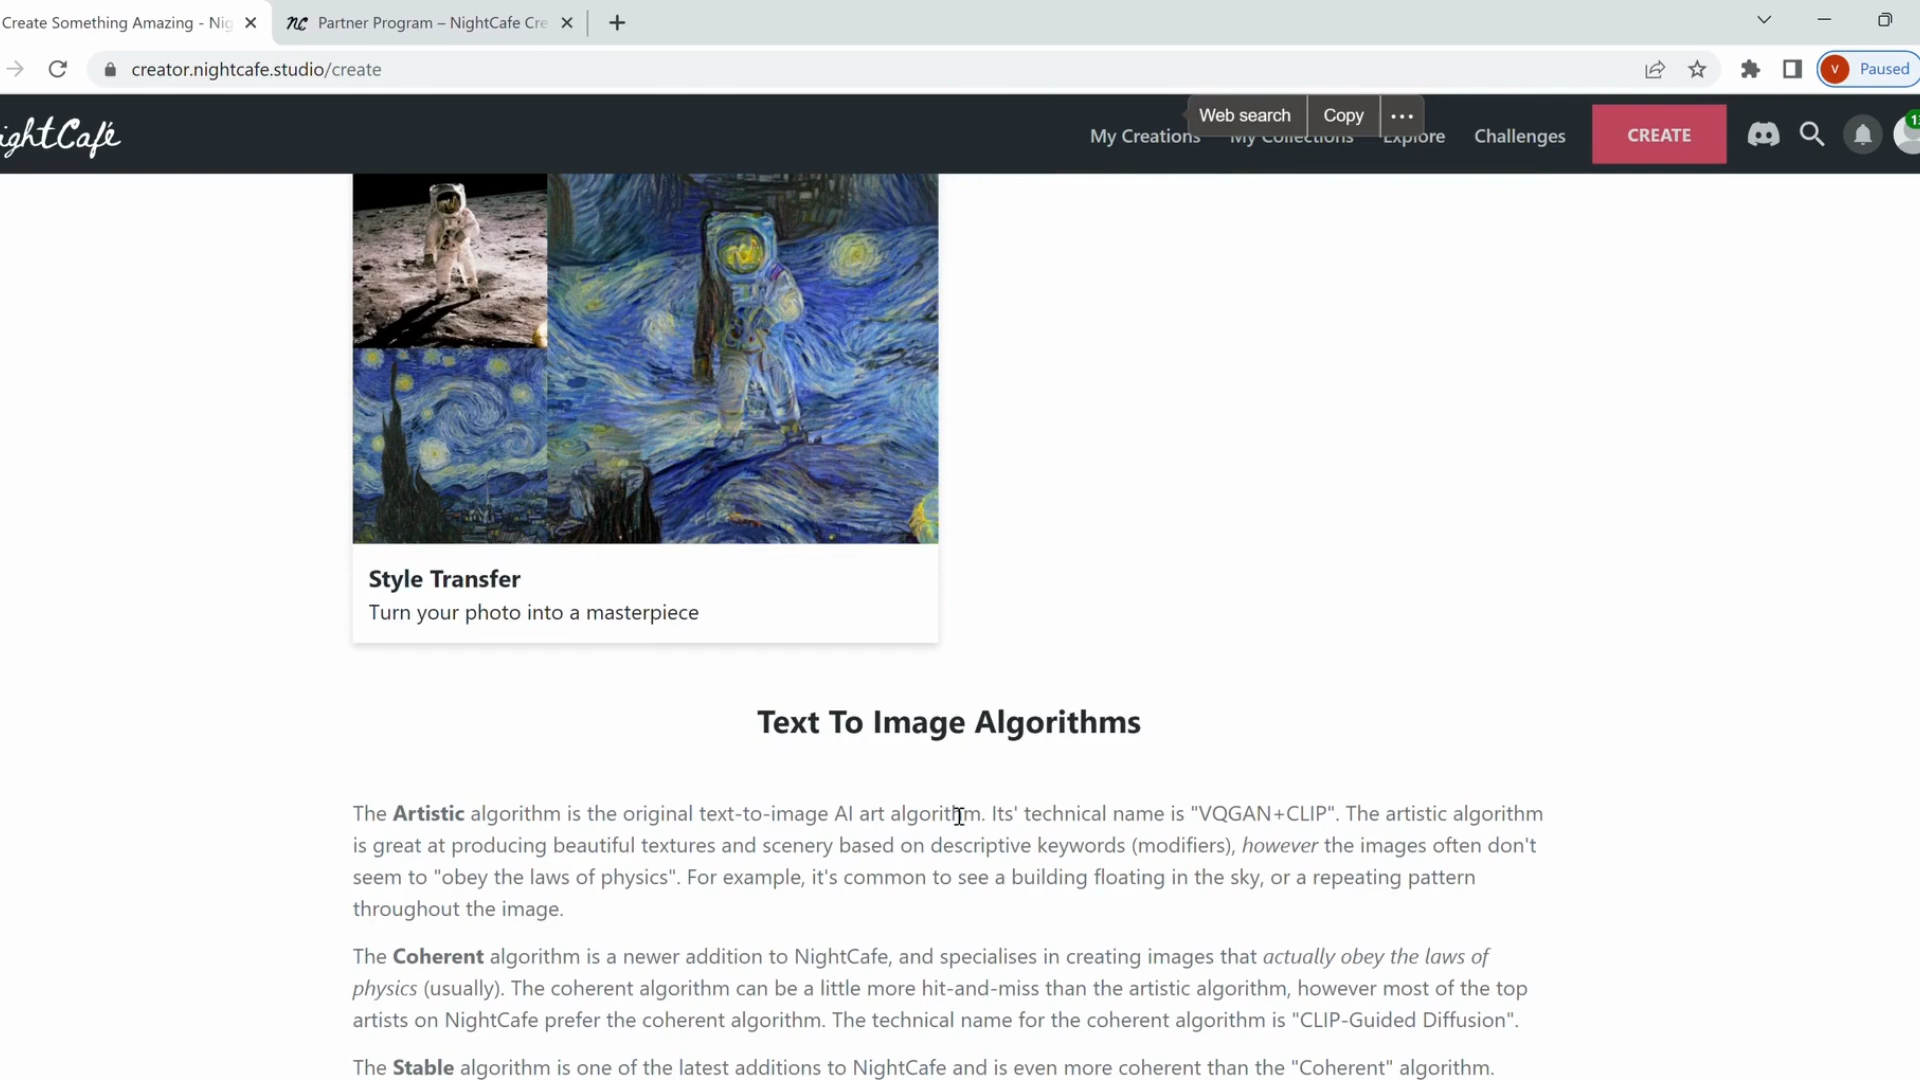 Create Something Amazing - Nig
Partner Program – NightCafe Cre
creator.nightcafe.studio/create
V Paused
Web search Copy ...
ightCafé
My Creations My Collections Explore Challenges CREATE
Style Transfer
Turn your photo into a masterpiece
Text To Image Algorithms
The Artistic algorithm is the original text-to-image AI art algorithm. Its' technical name is "VQGAN+CLIP". The artistic algorithm
is great at producing beautiful textures and scenery based on descriptive keywords (modifiers), however the images often don't
seem to "obey the laws of physics". For example, it's common to see a building floating in the sky, or a repeating pattern
throughout the image.
The Coherent algorithm is a newer addition to NightCafe, and specialises in creating images that actually obey the laws of
physics (usually). The coherent algorithm can be a little more hit-and-miss than the artistic algorithm, however most of the top
artists on NightCafe prefer the coherent algorithm. The technical name for the coherent algorithm is "CLIP-Guided Diffusion".
The Stable algorithm is one of the latest additions to NightCafe and is even more coherent than the "Coherent" algorithm.